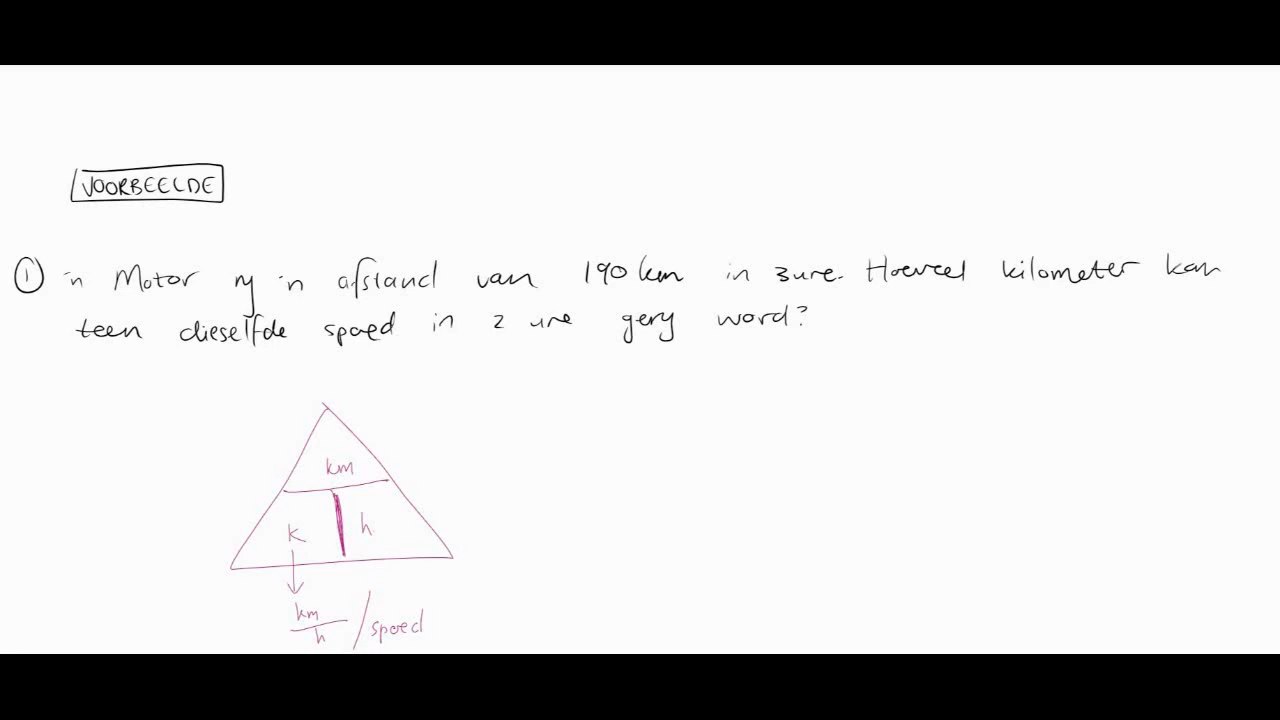 VOORBEELDE
① 'n Motor ry 'n afstand van 190 km in 3 ure. Hoeveel kilometer kan
teen dieselfde spoed in 2 ure gery word?
km
k h
km
h / spoed